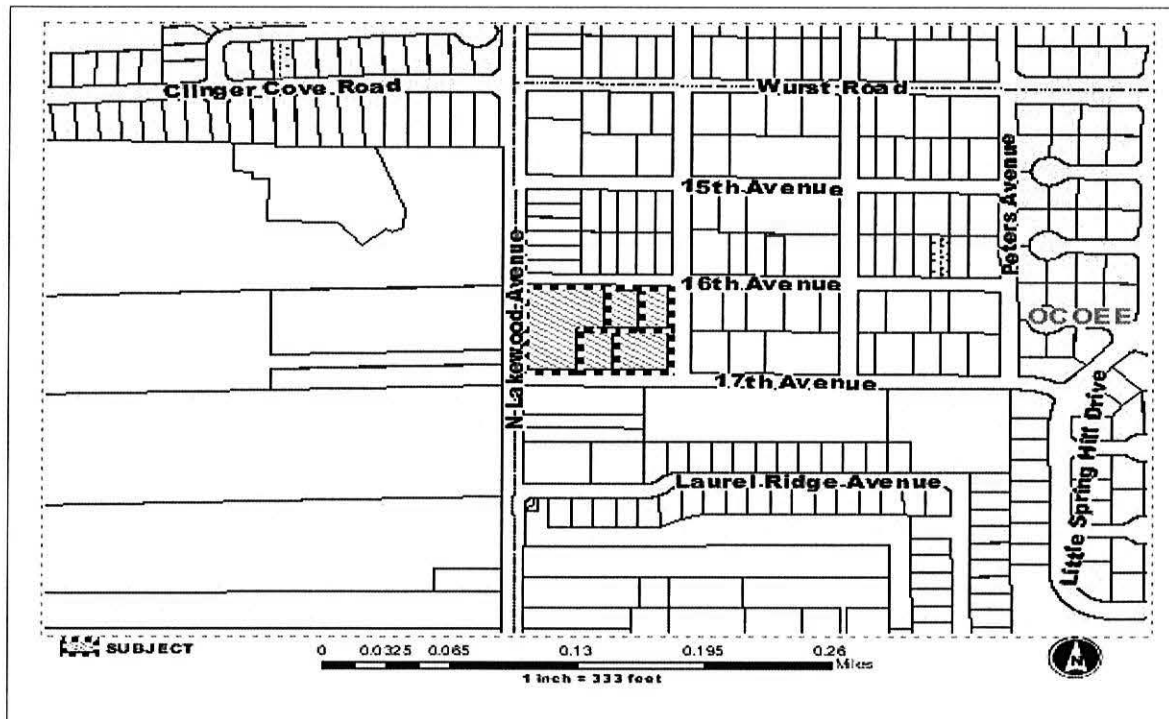 Clinger Cove Road
Wurst Road
15th Avenue
Peters Avenue
N Lakewood Avenue
16th Avenue
OCOEE
17th Avenue
Laurel Ridge Avenue
Little Spring Hill Drive
SUBJECT
0 0.0325 0.065 0.13 0.195 0.26
Miles
1 inch = 333 feet
N